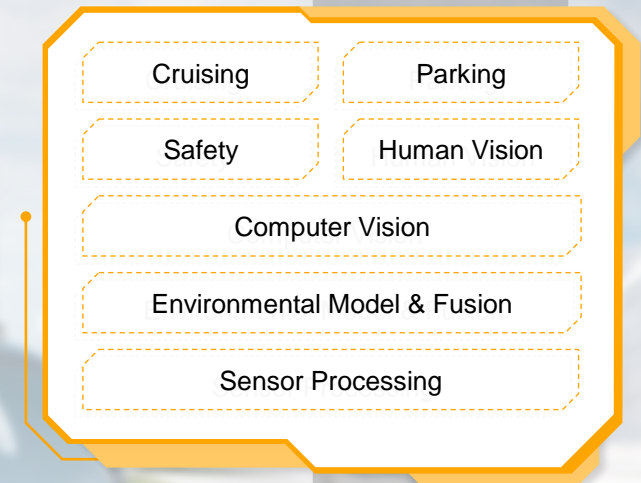 Cruising
Parking
Safety
Human Vision
Computer Vision
Environmental Model & Fusion
Sensor Processing